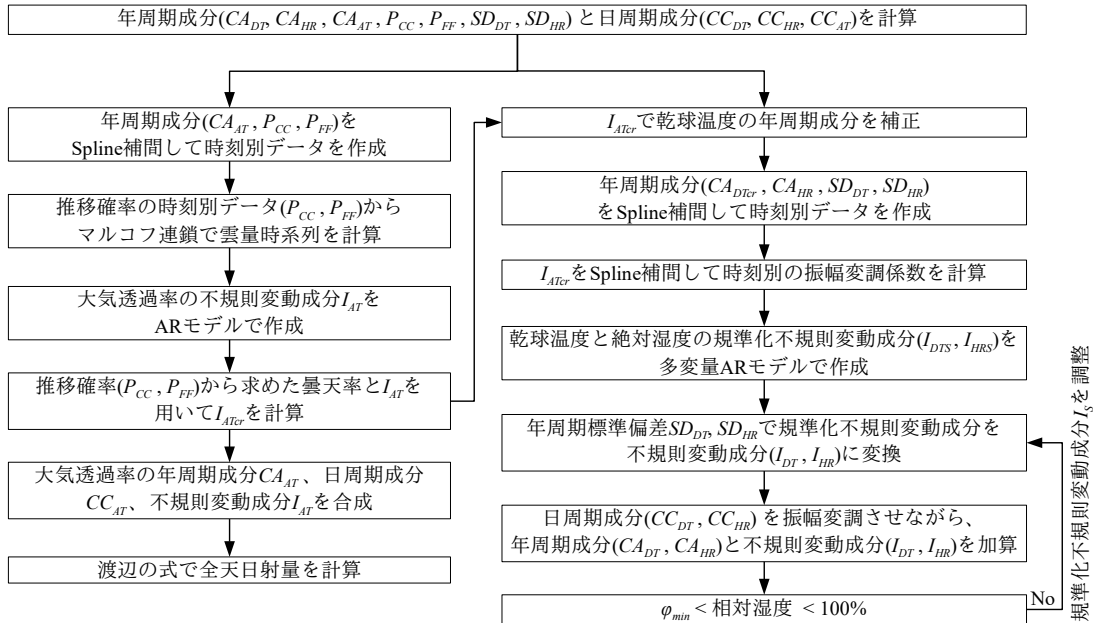 年周期成分(CA_DT, CA_HR, CA_AT, P_CC, P_FF, SD_DT, SD_HR) と日周期成分(CC_DT, CC_HR, CC_AT)を計算
年周期成分(CA_AT, P_CC, P_FF)を
Spline補間して時刻別データを作成
推移確率の時刻別データ(P_CC, P_FF)から
マルコフ連鎖で雲量時系列を計算
大気透過率の不規則変動成分I_ATを
ARモデルで作成
推移確率(P_CC, P_FF)から求めた曇天率とI_ATを
用いてI_ATcrを計算
大気透過率の年周期成分CA_AT、日周期成分
CC_AT、不規則変動成分I_ATを合成
渡辺の式で全天日射量を計算
I_ATcrで乾球温度の年周期成分を補正
年周期成分(CA_DTcr, CA_HR, SD_DT, SD_HR)
をSpline補間して時刻別データを作成
I_ATcrをSpline補間して時刻別の振幅変調係数を計算
乾球温度と絶対湿度の規準化不規則変動成分(I_DTS, I_HRS)を
多変量ARモデルで作成
年周期標準偏差SD_DT, SD_HRで規準化不規則変動成分を
不規則変動成分(I_DT, I_HR)に変換
日周期成分(CC_DT, CC_HR) を振幅変調させながら、
年周期成分(CA_DT, CA_HR)と不規則変動成分(I_DT, I_HR)を加算
φ_min < 相対湿度 < 100%
No
規準化不規則変動成分I_Sを調整